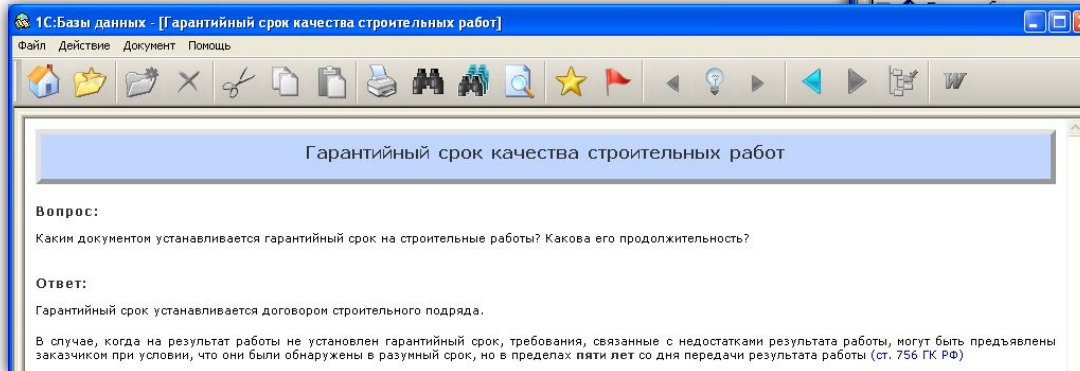 1С:Базы данных - [Гарантийный срок качества строительных работ]
Файл Действие Документ Помощь
W
Гарантийный срок качества строительных работ
Вопрос:
Каким документом устанавливается гарантийный срок на строительные работы? Какова его продолжительность?
Ответ:
Гарантийный срок устанавливается договором строительного подряда.
В случае, когда на результат работы не установлен гарантийный срок, требования, связанные с недостатками результата работы, могут быть предъявлены
заказчиком при условии, что они были обнаружены в разумный срок, но в пределах пяти лет со дня передачи результата работы (ст. 756 ГК РФ)